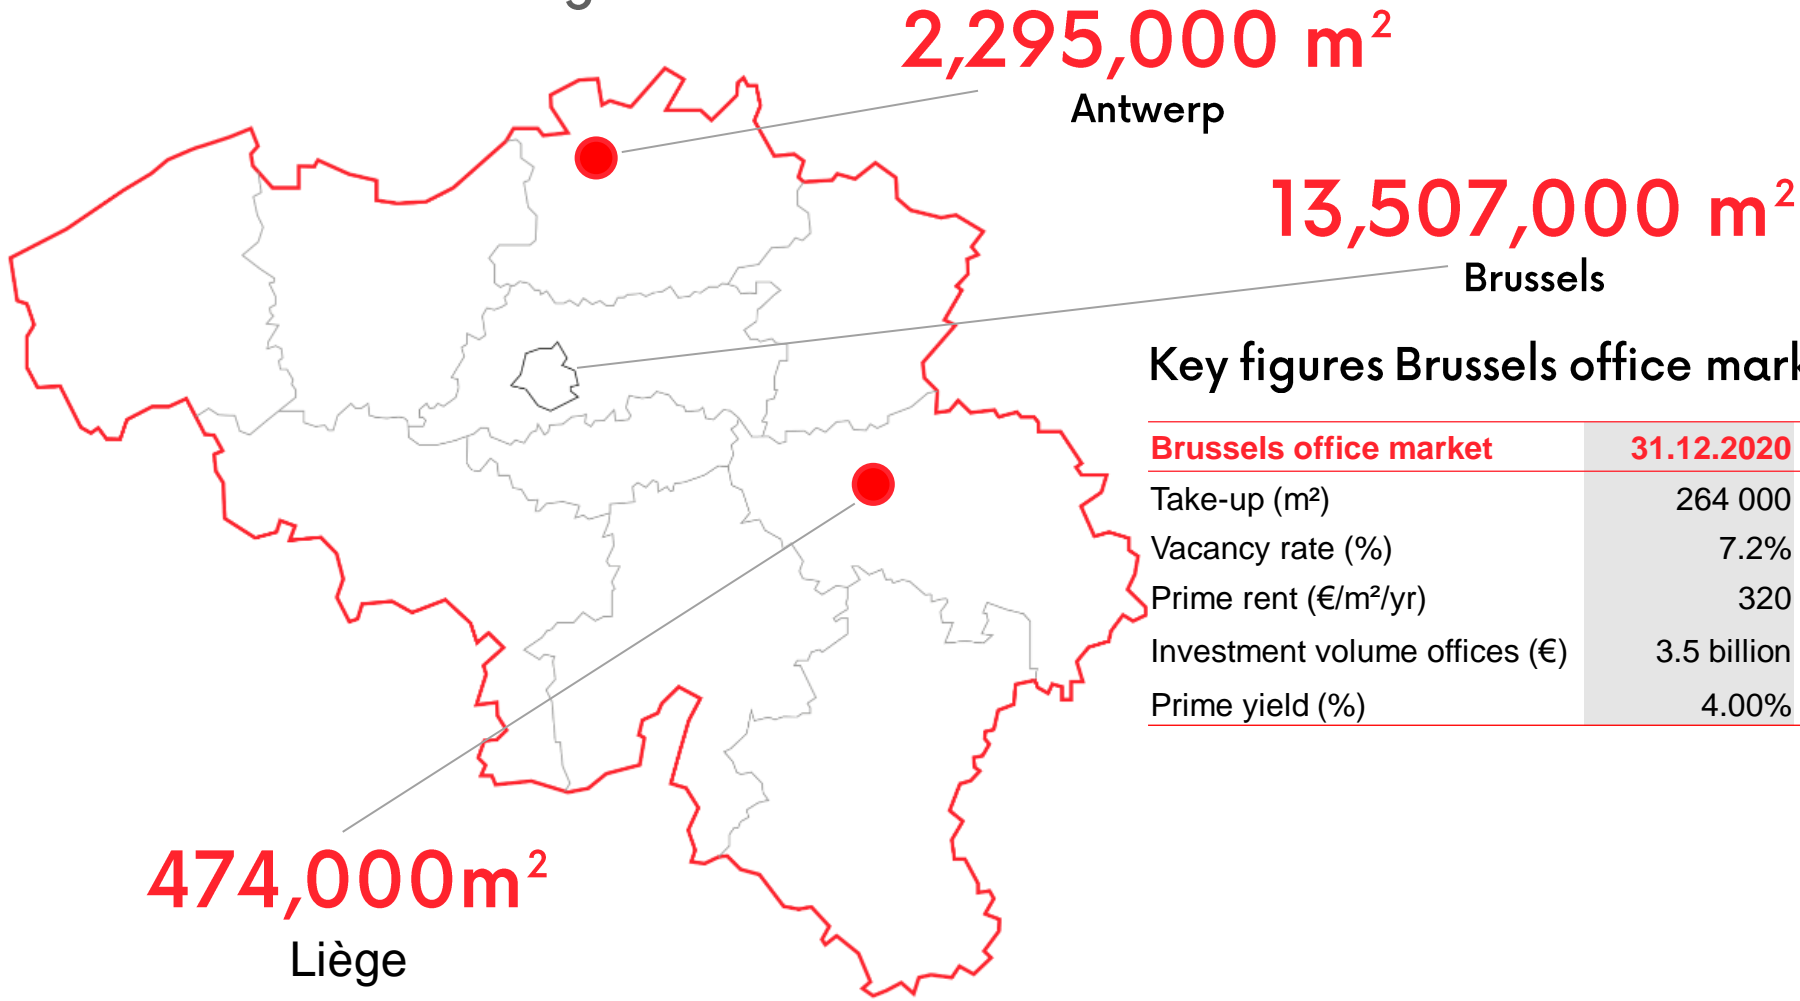 2,295,000 m²
Antwerp
13,507,000 m²
Brussels
Key figures Brussels office
Brussels office market 31.12.2020
Take-up (m²) 264 000
Vacancy rate (%) 7.2%
Prime rent (€/m²/yr) 320
Investment volume offices (€) 3.5 billion
Prime yield (%) 4.00%
474,000m²
Liège